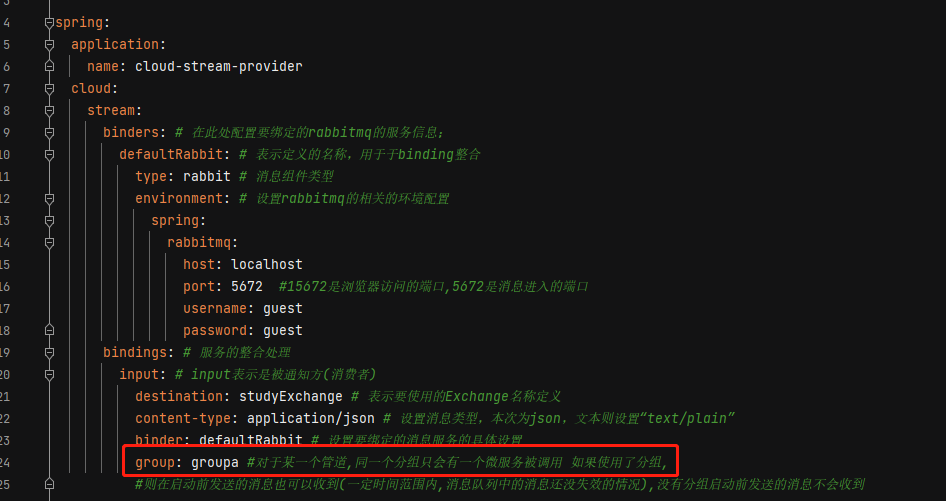 3
4 spring:
5 application:
6 name: cloud-stream-provider
7 cloud:
8 stream:
9 binders: # 在此处配置要绑定的rabbitmq的服务信息；
10 defaultRabbit: # 表示定义的名称，用于于binding整合
11 type: rabbit # 消息组件类型
12 environment: # 设置rabbitmq的相关的环境配置
13 spring:
14 rabbitmq:
15 host: localhost
16 port: 5672 #15672是浏览器访问的端口,5672是消息进入的端口
17 username: guest
18 password: guest
19 bindings: # 服务的整合处理
20 input: # input表示是被通知方(消费者)
21 destination: studyExchange # 表示要使用的Exchange名称定义
22 content-type: application/json # 设置消息类型，本次为json，文本则设置“text/plain”
23 binder: defaultRabbit # 设置要绑定的消息服务的具体设置
24 group: groupa #对于某一个管道,同一个分组只会有一个微服务被调用 如果使用了分组,
25 #则在启动前发送的消息也可以收到(一定时间范围内,消息队列中的消息还没失效的情况),没有分组启动前发送的消息不会收到